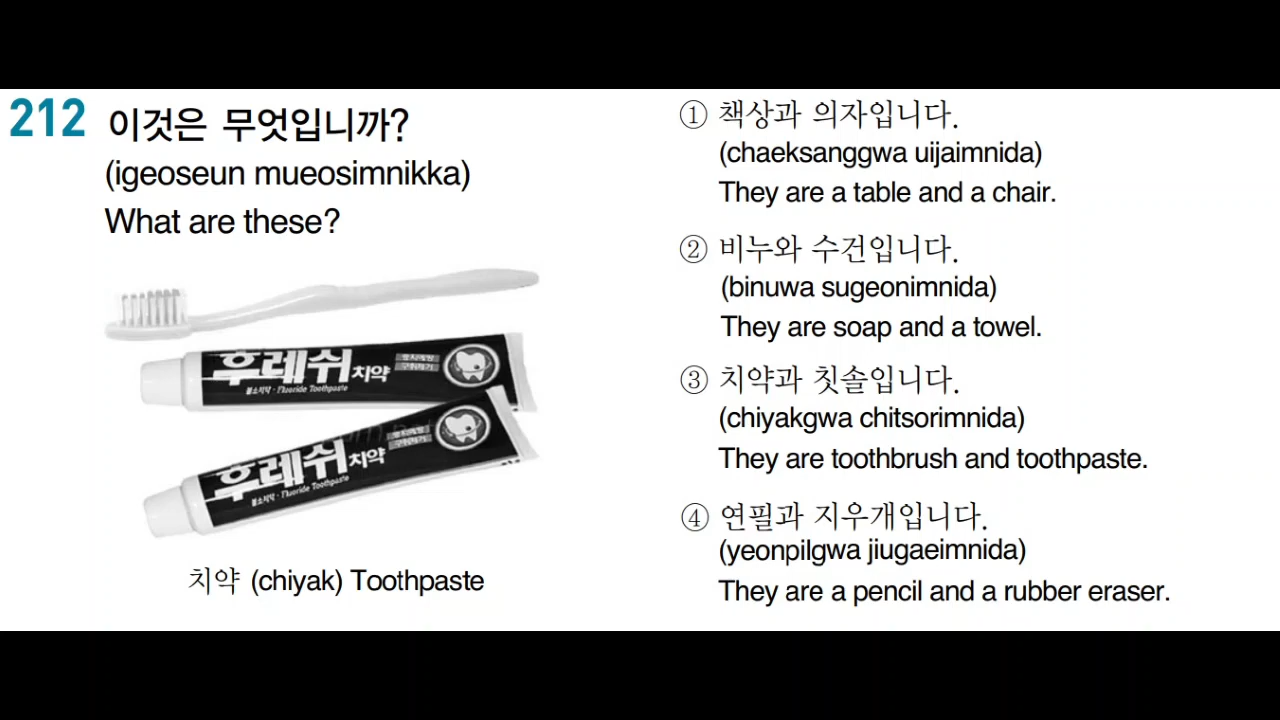 212 이것은 무엇입니까?
(igeoseun mueosimnikka)
What are these?
후레쉬 치약
불소치약 · Fluoride Toothpaste
후레쉬 치약
불소치약 · Fluoride Toothpaste
치약 (chiyak) Toothpaste
① 책상과 의자입니다.
(chaeksanggwa uijaimnida)
They are a table and a chair.
② 비누와 수건입니다.
(binuwa sugeonimnida)
They are soap and a towel.
③ 치약과 칫솔입니다.
(chiyakgwa chitsorimnida)
They are toothbrush and toothpaste.
④ 연필과 지우개입니다.
(yeonpilgwa jiugaeimnida)
They are a pencil and a rubber eraser.